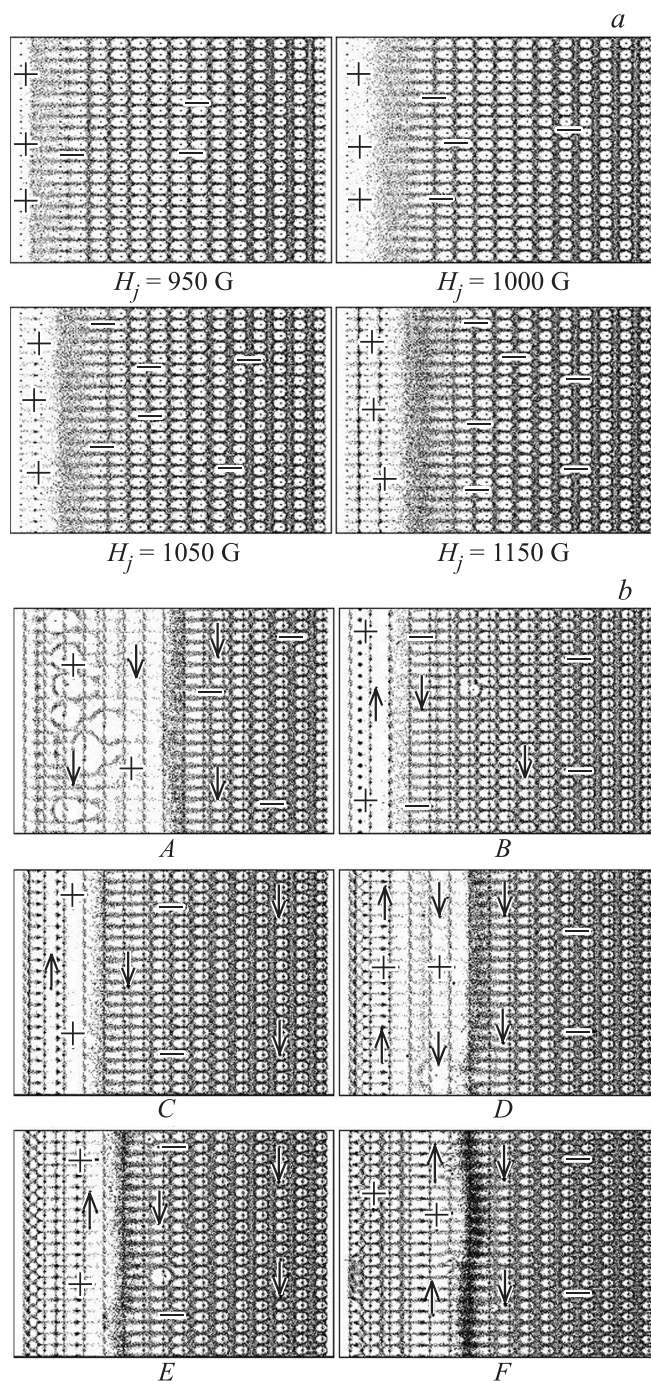 a
H_j = 950 G
H_j = 1000 G
H_j = 1050 G
H_j = 1150 G
b
A
B
C
D
E
F